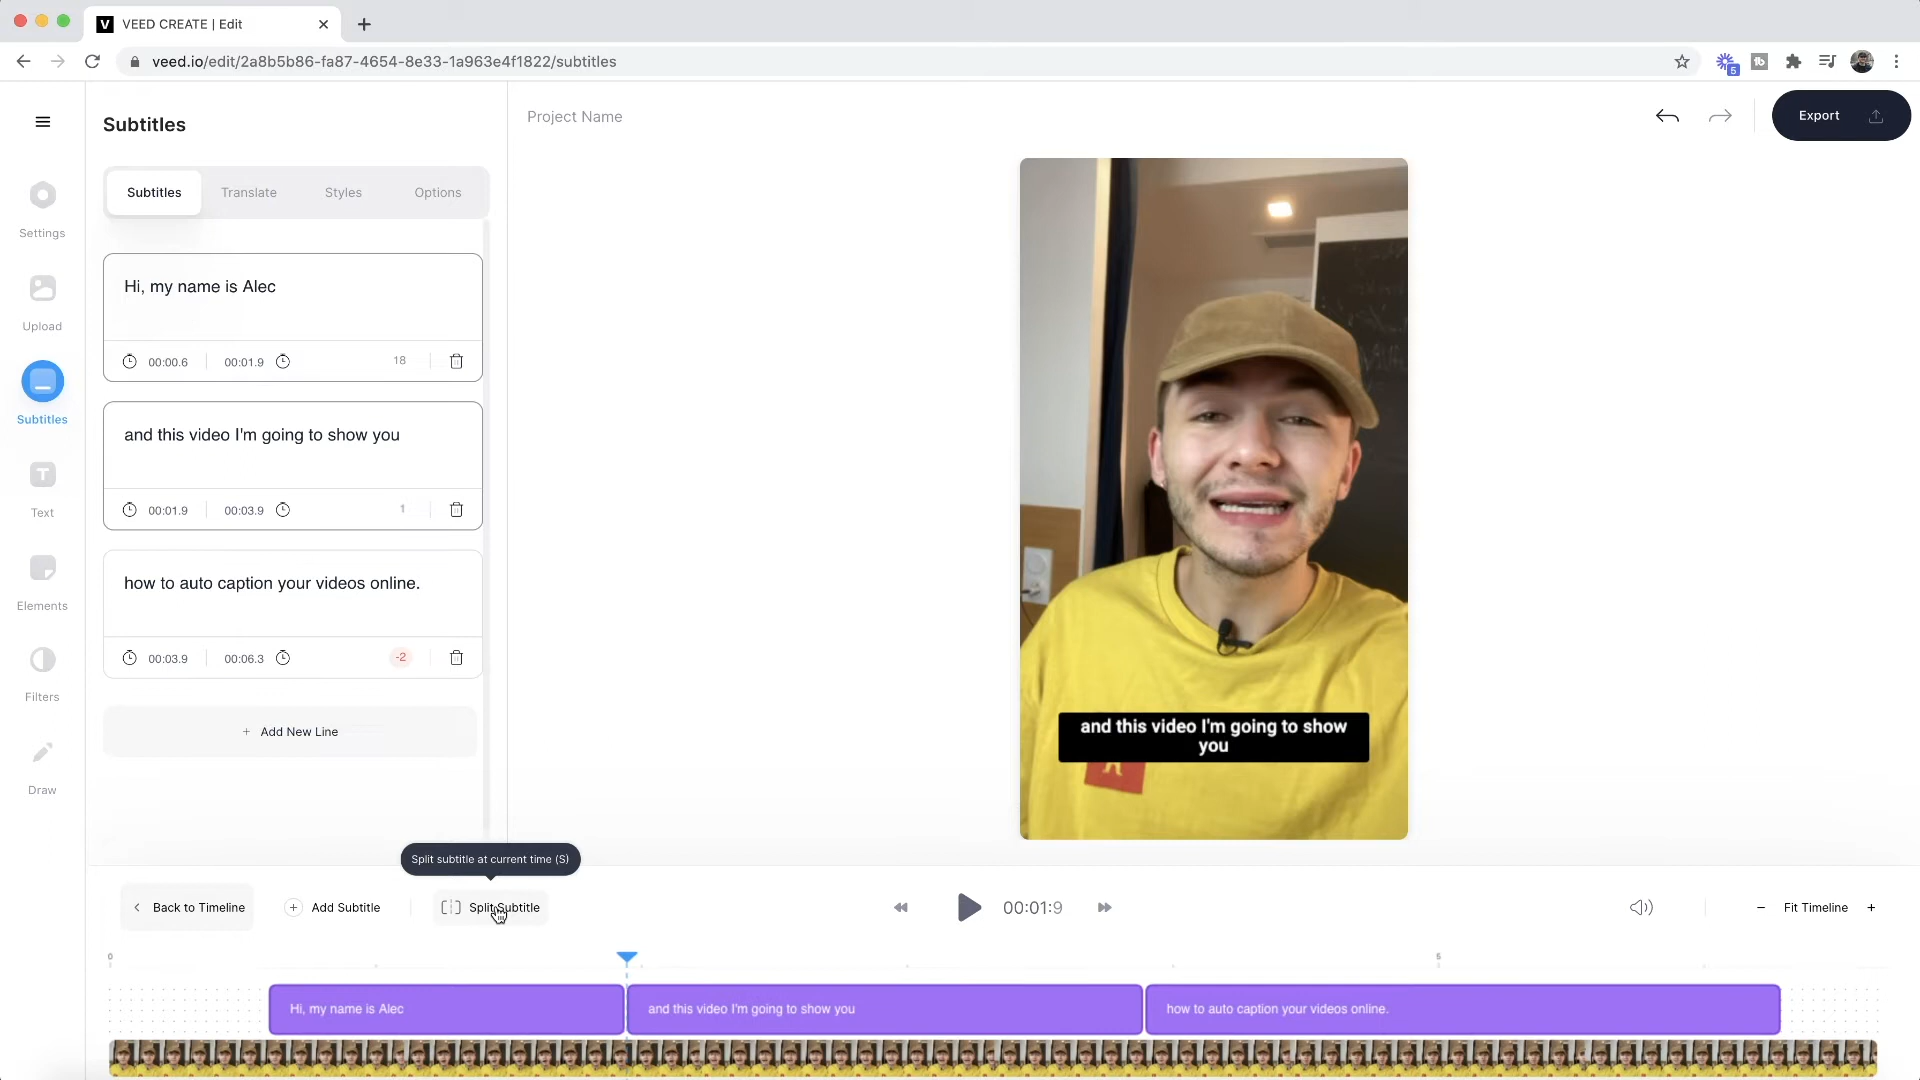 VEED CREATE | Edit
veed.io/edit/2a8b5b86-fa87-4654-8e33-1a963e4f1822/subtitles
5
Subtitles
Project Name
Export
Subtitles
Translate
Styles
Options
Settings
Upload
Subtitles
Text
Elements
Filters
Draw
Hi, my name is Alec
00:00.6
00:01.9
18
and this video I'm going to show you
00:01.9
00:03.9
1
how to auto caption your videos online.
00:03.9
00:06.3
-2
+ Add New Line
and this video I'm going to show
you
Split subtitle at current time (S)
Back to Timeline
Add Subtitle
Split Subtitle
00:01:9
Fit Timeline
0
5
Hi, my name is Alec
and this video I'm going to show you
how to auto caption your videos online.